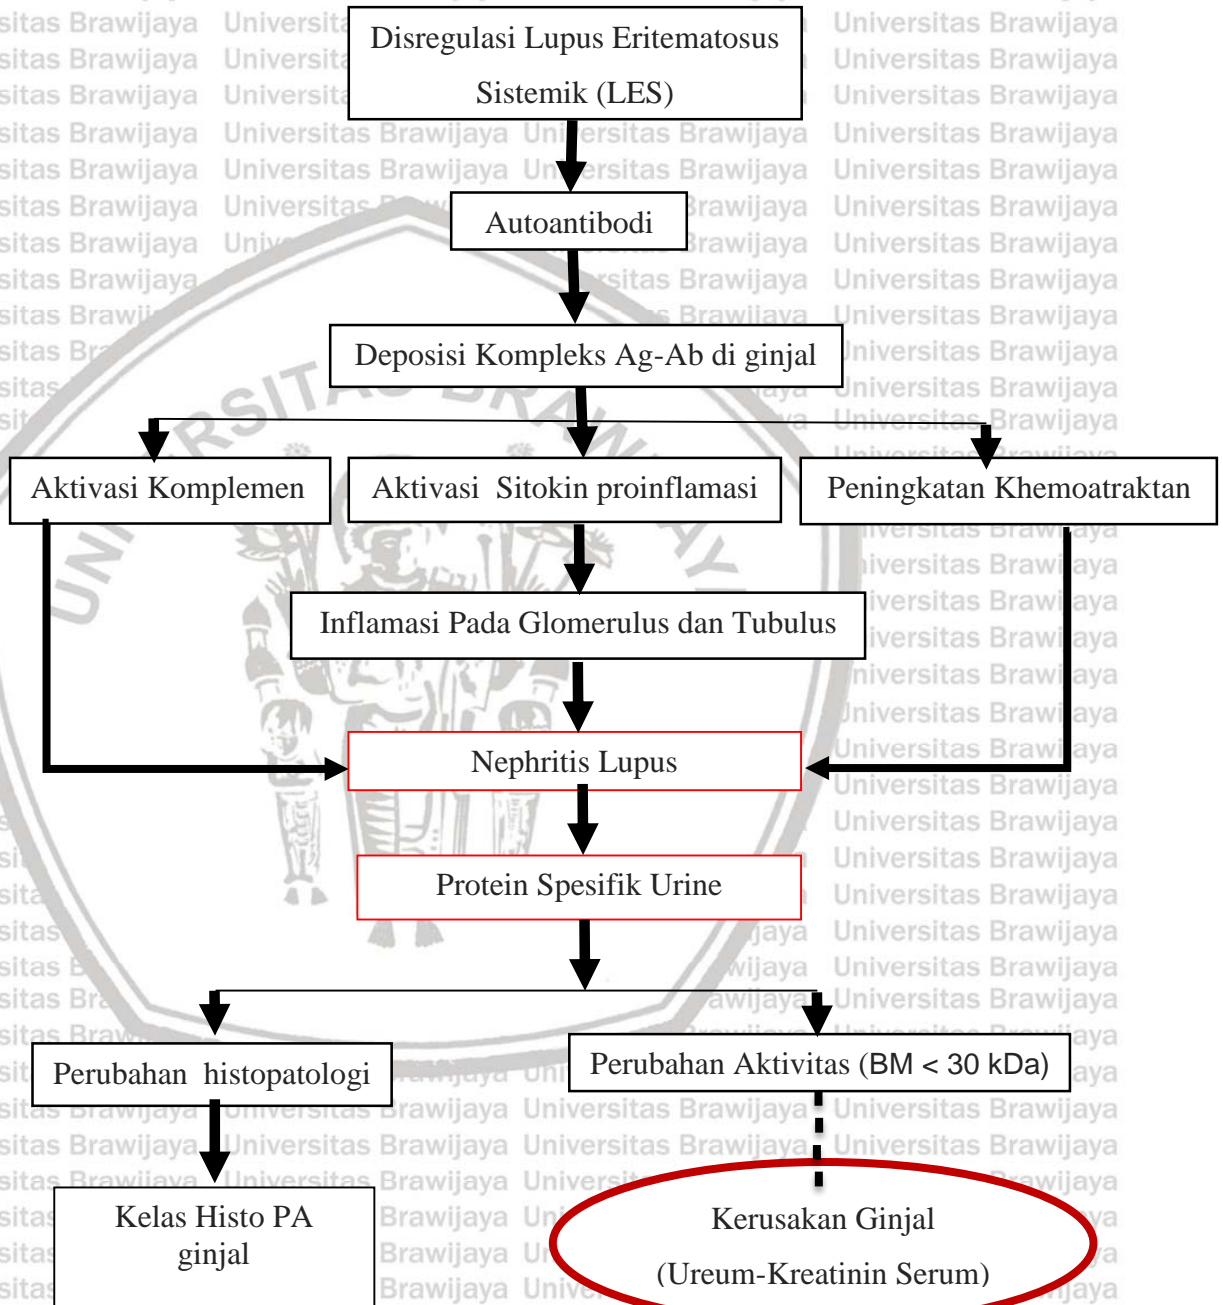 Disregulasi Lupus Eritematosus
Sistemik (LES)
Autoantibodi
Deposisi Kompleks Ag-Ab di ginjal
Aktivasi Komplemen
Aktivasi Sitokin proinflamasi
Peningkatan Khemoatraktan
Inflamasi Pada Glomerulus dan Tubulus
Nephritis Lupus
Protein Spesifik Urine
Perubahan histopatologi
Perubahan Aktivitas (BM < 30 kDa)
Kelas Histo PA
ginjal
Kerusakan Ginjal
(Ureum-Kreatinin Serum)